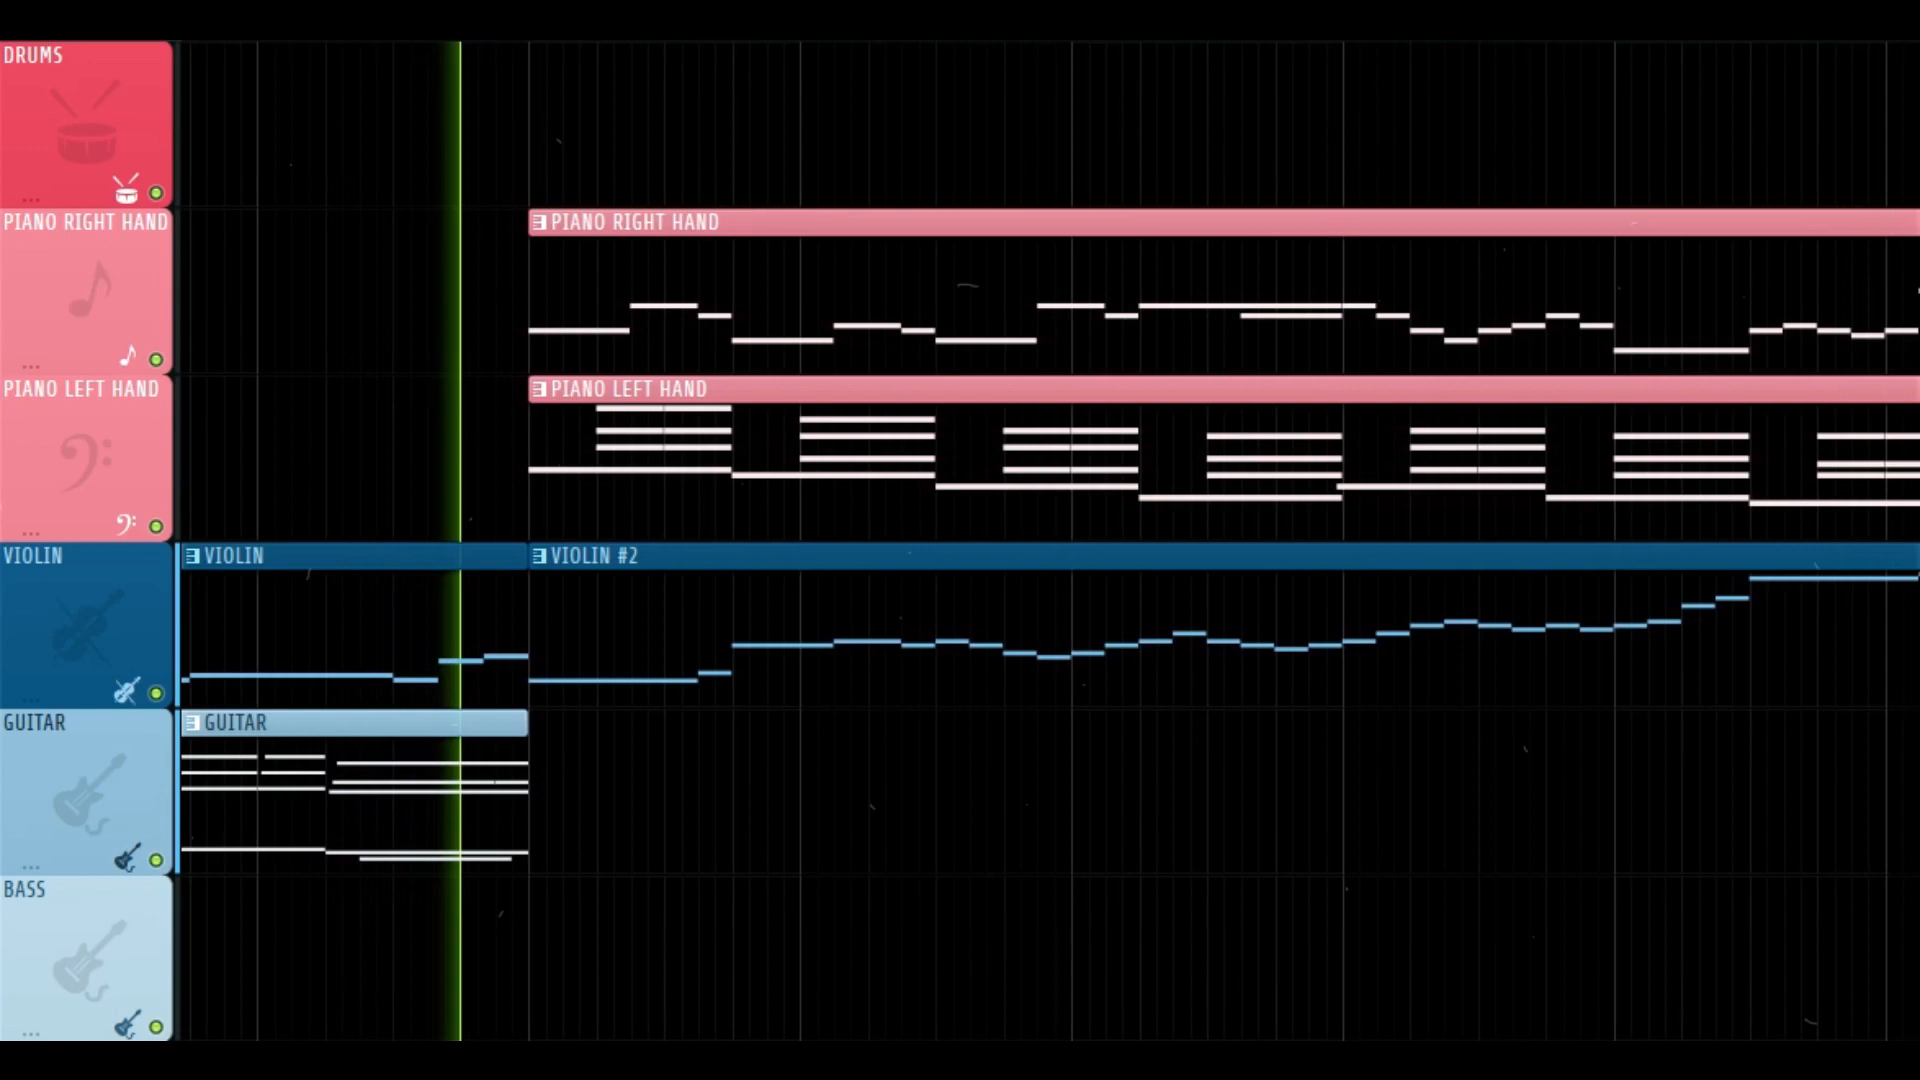 DRUMS
PIANO RIGHT HAND
PIANO RIGHT HAND
PIANO LEFT HAND
PIANO LEFT HAND
VIOLIN
VIOLIN
VIOLIN #2
GUITAR
GUITAR
BASS